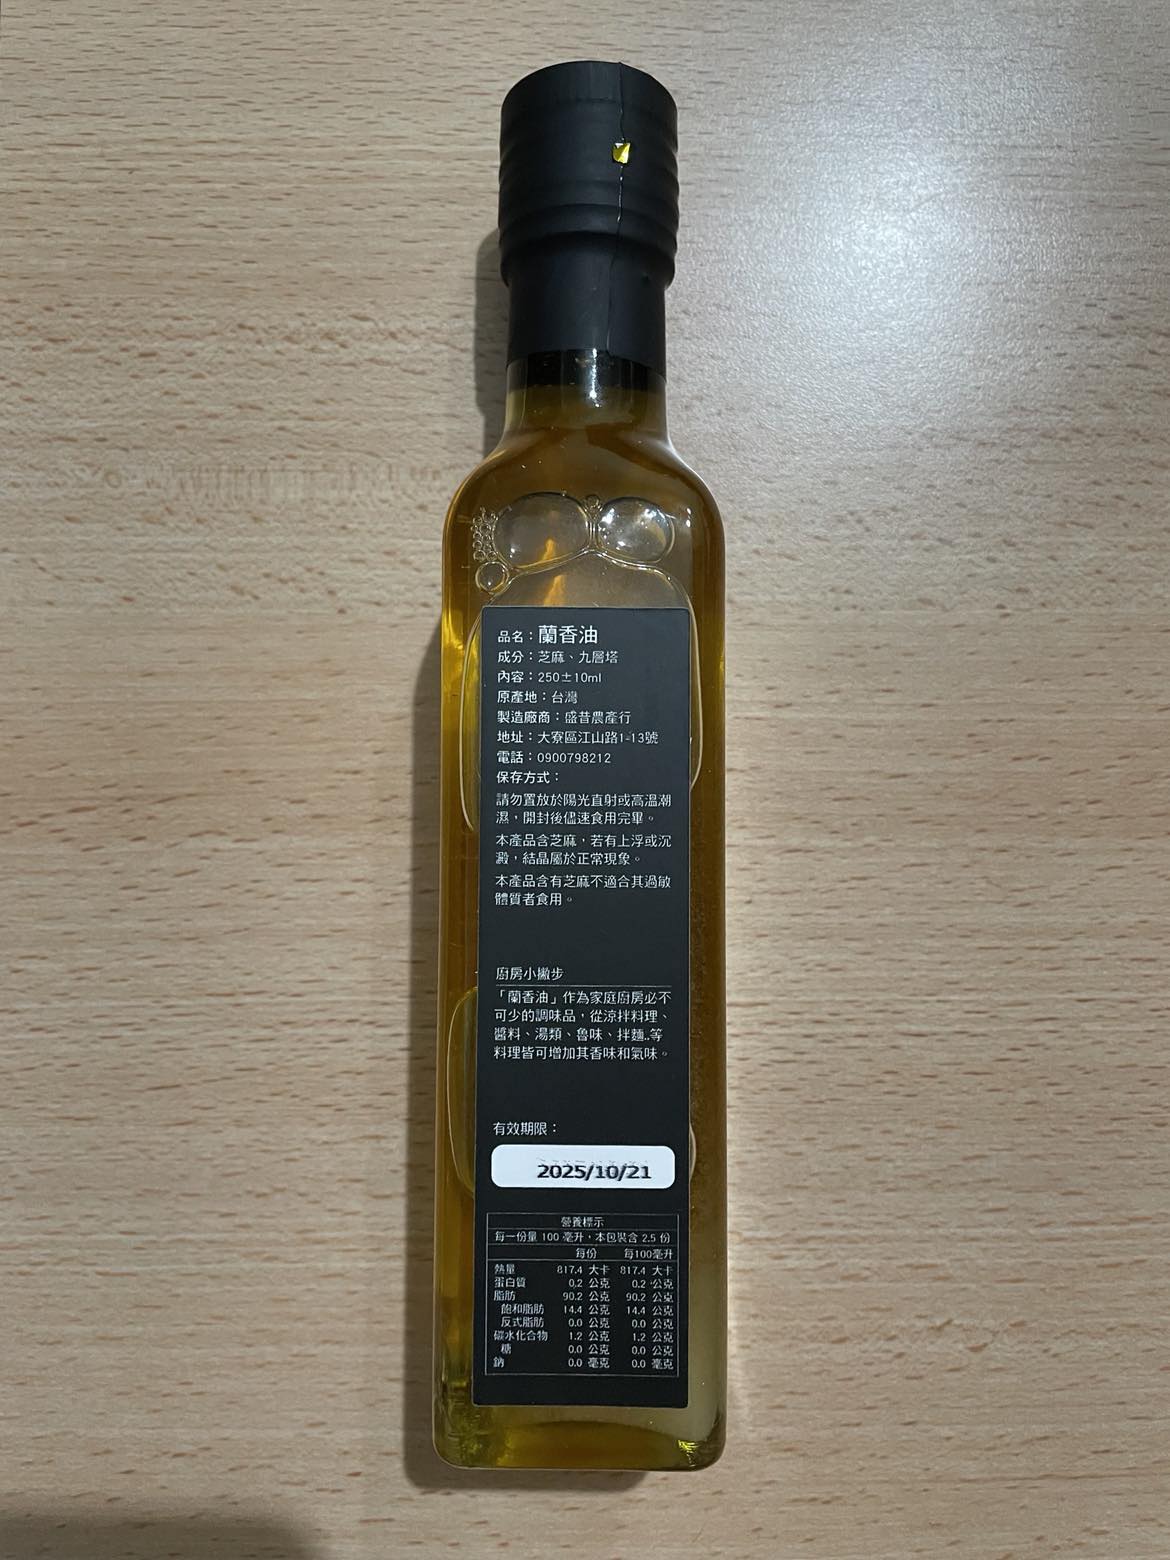 品名：蘭香油
成分：芝麻、九層塔
內容：250±10ml
原產地：台灣
製造廠商：盛昔農產行
地址：大寮區江山路1-13號
電話：0900798212
保存方式：
請勿置放於陽光直射或高溫潮
濕，開封後儘速食用完畢。
本產品含芝麻，若有上浮或沉
澱，結晶屬於正常現象。
本產品含有芝麻不適合其過敏
體質者食用。
廚房小撇步
「蘭香油」作為家庭廚房必不
可少的調味品，從涼拌料理、
醬料、湯類、魯味、拌麵..等
料理皆可增加其香味和氣味。
有效期限：
2025/10/21
營養標示
每一份量 100 毫升，本包裝含 2.5 份
每份 每100毫升
熱量 817.4 大卡 817.4 大卡
蛋白質 0.2 公克 0.2 公克
脂肪 90.2 公克 90.2 公克
飽和脂肪 14.4 公克 14.4 公克
反式脂肪 0.0 公克 0.0 公克
碳水化合物 1.2 公克 1.2 公克
糖 0.0 公克 0.0 公克
鈉 0.0 毫克 0.0 毫克